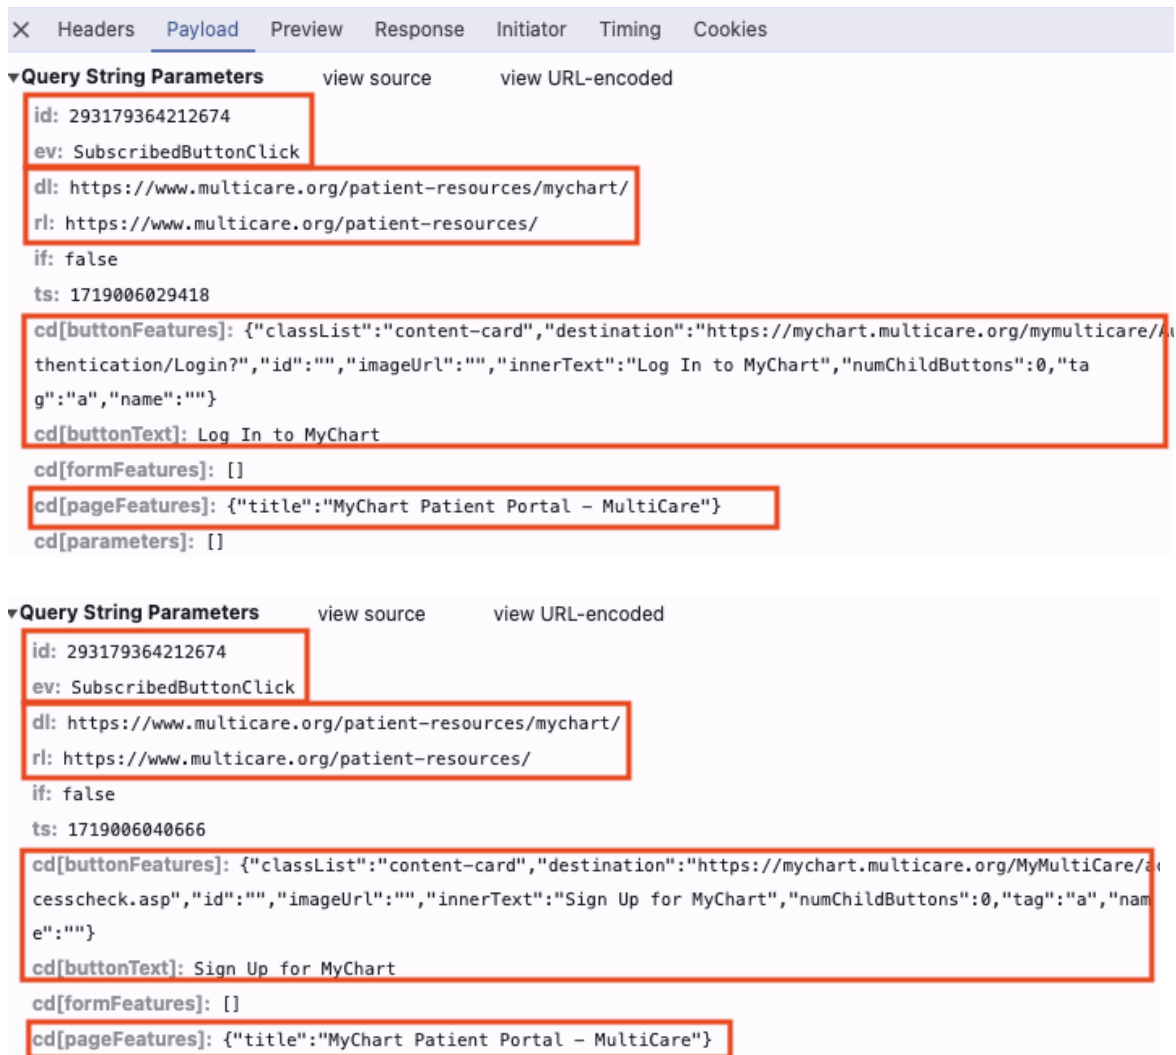 Headers Payload Preview Response Initiator Timing Cookies
Query String Parameters view source view URL-encoded
id: 293179364212674
ev: SubscribedButtonClick
dl: https://www.multicare.org/patient-resources/mychart/
rl: https://www.multicare.org/patient-resources/
if: false
ts: 1719006029418
cd[buttonFeatures]: {"classList":"content-card","destination":"https://mychart.multicare.org/mymulticare/Au
thentication/Login?","id":"","imageUrl":"","innerText":"Log In to MyChart","numChildButtons":0,"ta
g":"a","name":""}
cd[buttonText]: Log In to MyChart
cd[formFeatures]: []
cd[pageFeatures]: {"title":"MyChart Patient Portal – MultiCare"}
cd[parameters]: []
Query String Parameters view source view URL-encoded
id: 293179364212674
ev: SubscribedButtonClick
dl: https://www.multicare.org/patient-resources/mychart/
rl: https://www.multicare.org/patient-resources/
if: false
ts: 1719006040666
cd[buttonFeatures]: {"classList":"content-card","destination":"https://mychart.multicare.org/MyMultiCare/ac
cesscheck.asp","id":"","imageUrl":"","innerText":"Sign Up for MyChart","numChildButtons":0,"tag":"a","nam
e":""}
cd[buttonText]: Sign Up for MyChart
cd[formFeatures]: []
cd[pageFeatures]: {"title":"MyChart Patient Portal – MultiCare"}